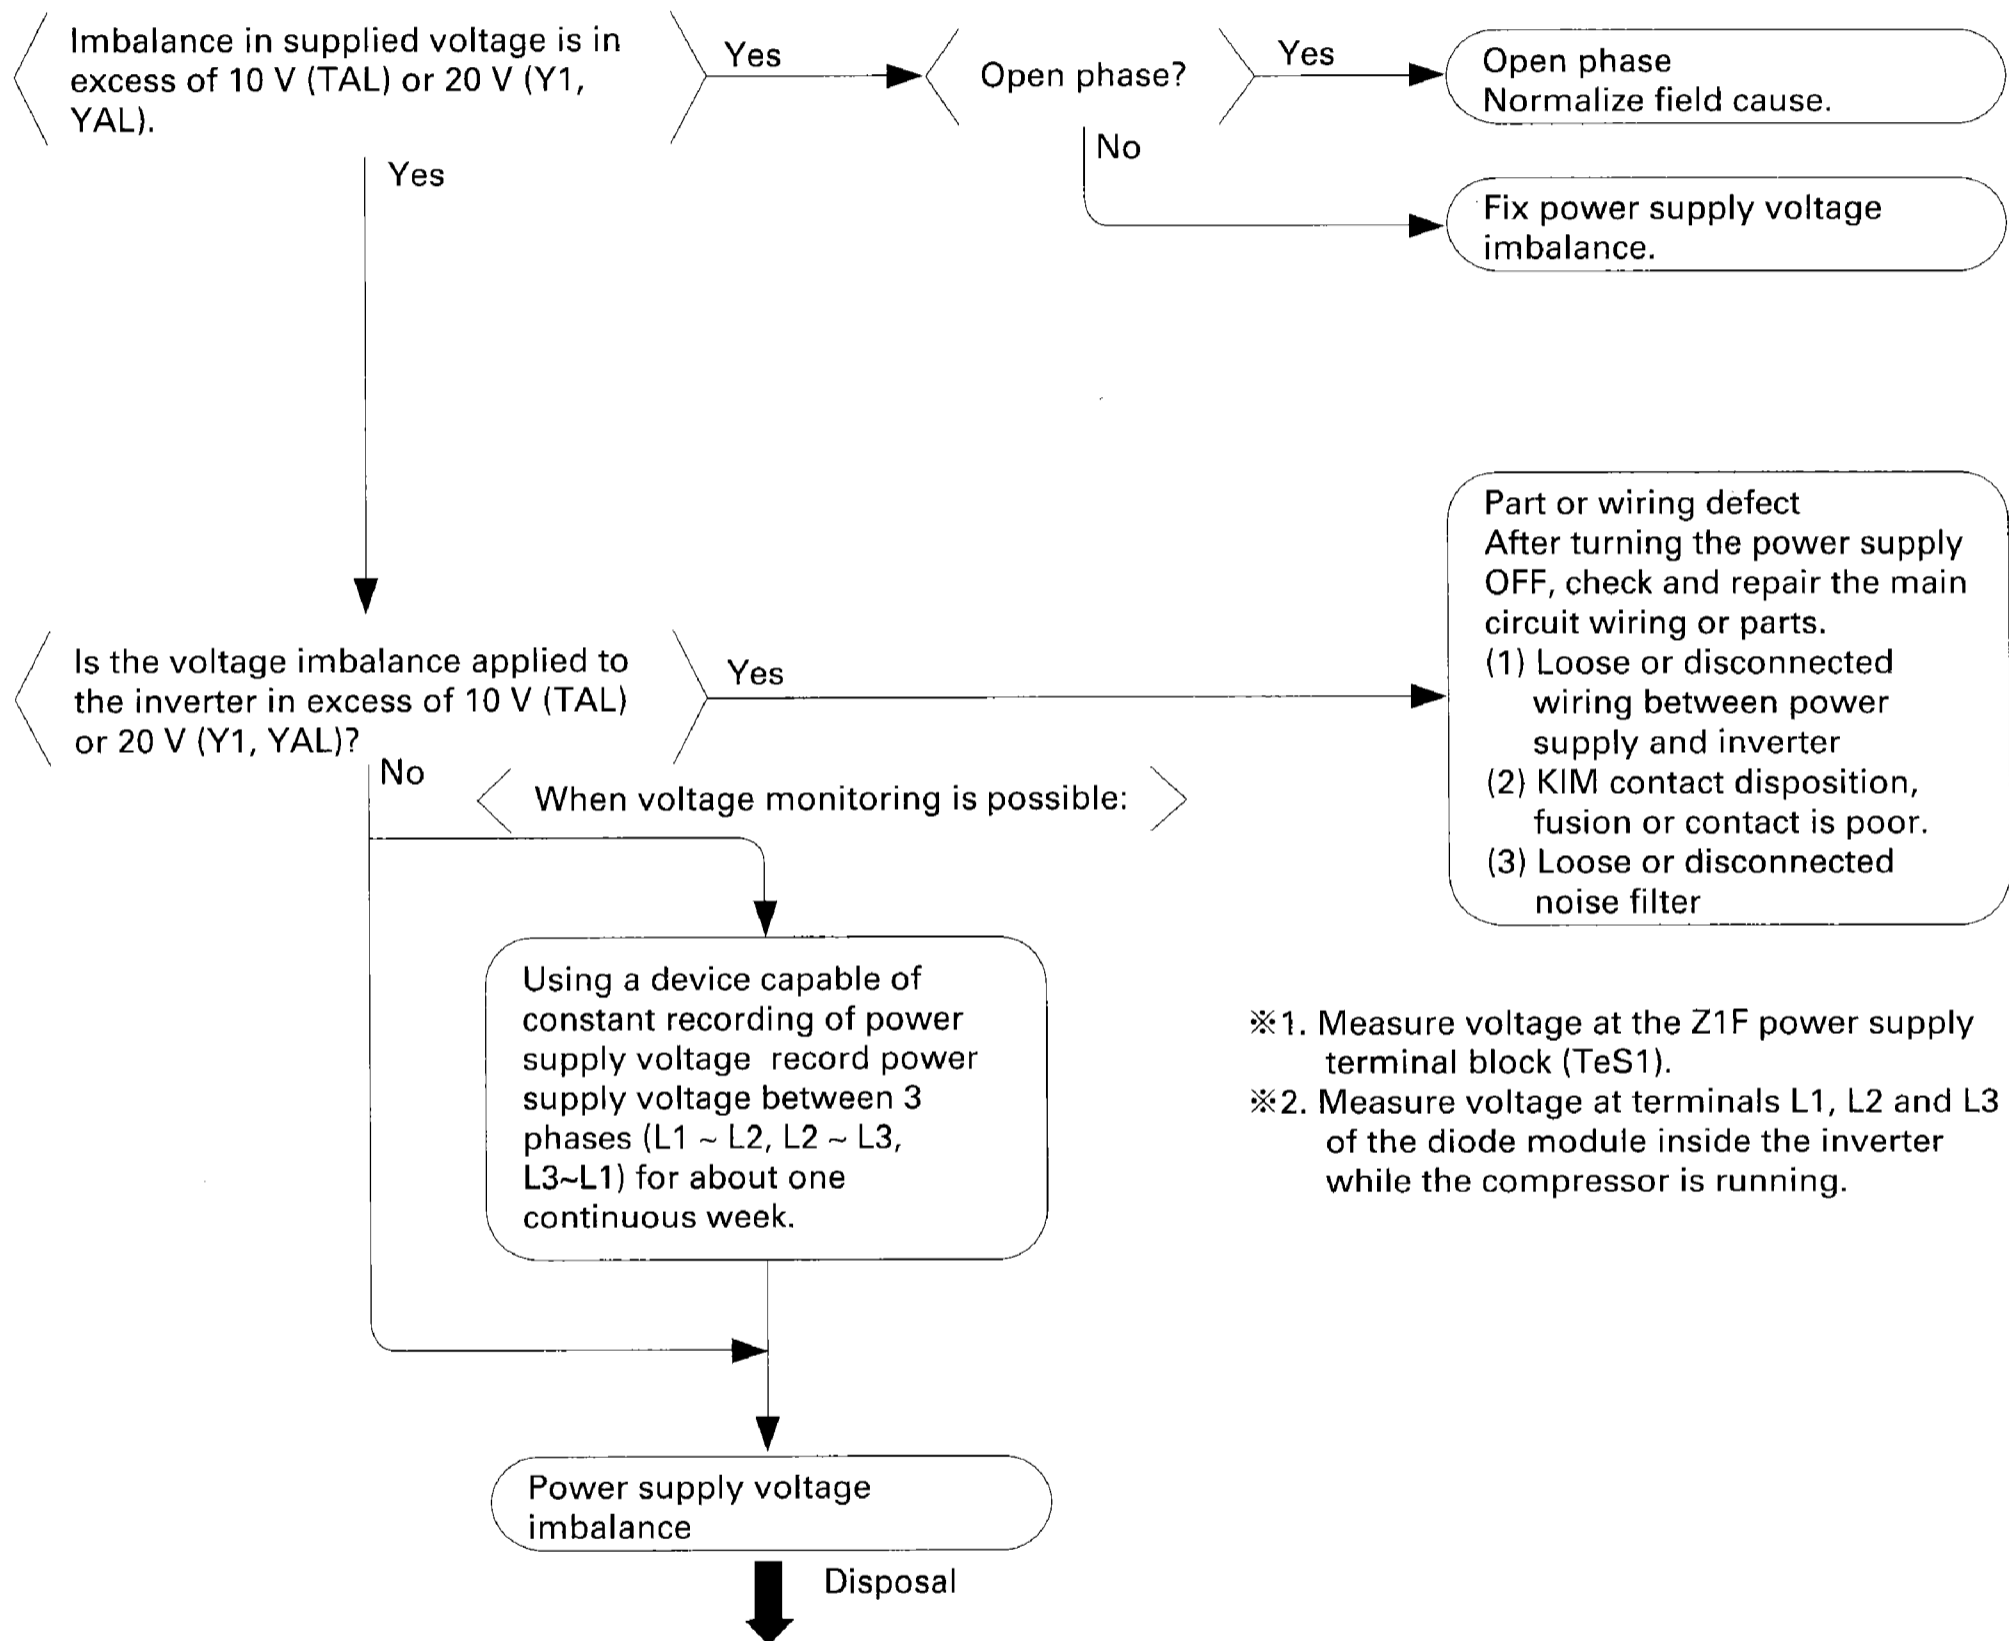 Imbalance in supplied voltage is in
excess of 10 V (TAL) or 20 V (Y1,
YAL).
Yes
Open phase?
Yes
Open phase
Normalize field cause.
No
Fix power supply voltage
imbalance.
Yes
Is the voltage imbalance applied to
the inverter in excess of 10 V (TAL)
or 20 V (Y1, YAL)?
Yes
Part or wiring defect
After turning the power supply
OFF, check and repair the main
circuit wiring or parts.
(1) Loose or disconnected
wiring between power
supply and inverter
(2) KIM contact disposition,
fusion or contact is poor.
(3) Loose or disconnected
noise filter
No
When voltage monitoring is possible:
Using a device capable of
constant recording of power
supply voltage record power
supply voltage between 3
phases (L1 ~ L2, L2 ~ L3,
L3~L1) for about one
continuous week.
※1. Measure voltage at the Z1F power supply
terminal block (TeS1).
※2. Measure voltage at terminals L1, L2 and L3
of the diode module inside the inverter
while the compressor is running.
Power supply voltage
imbalance
Disposal